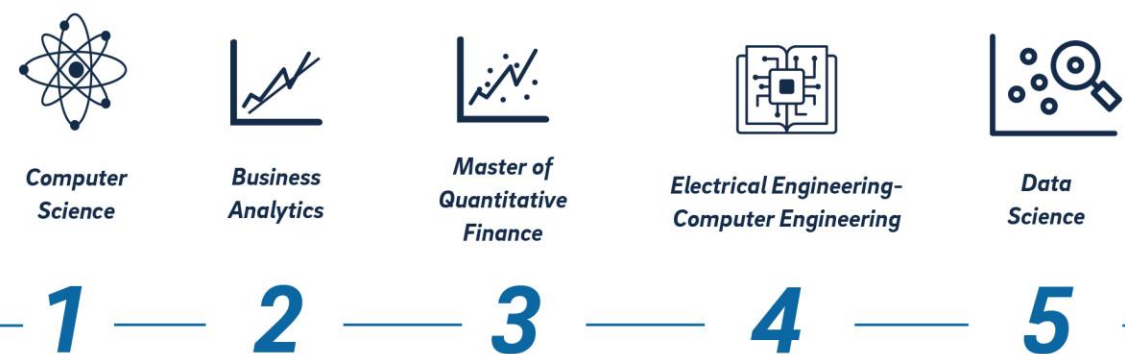 Computer
Science
Business
Analytics
Master of
Quantitative
Finance
Electrical Engineering-
Computer Engineering
Data
Science
1
2
3
4
5